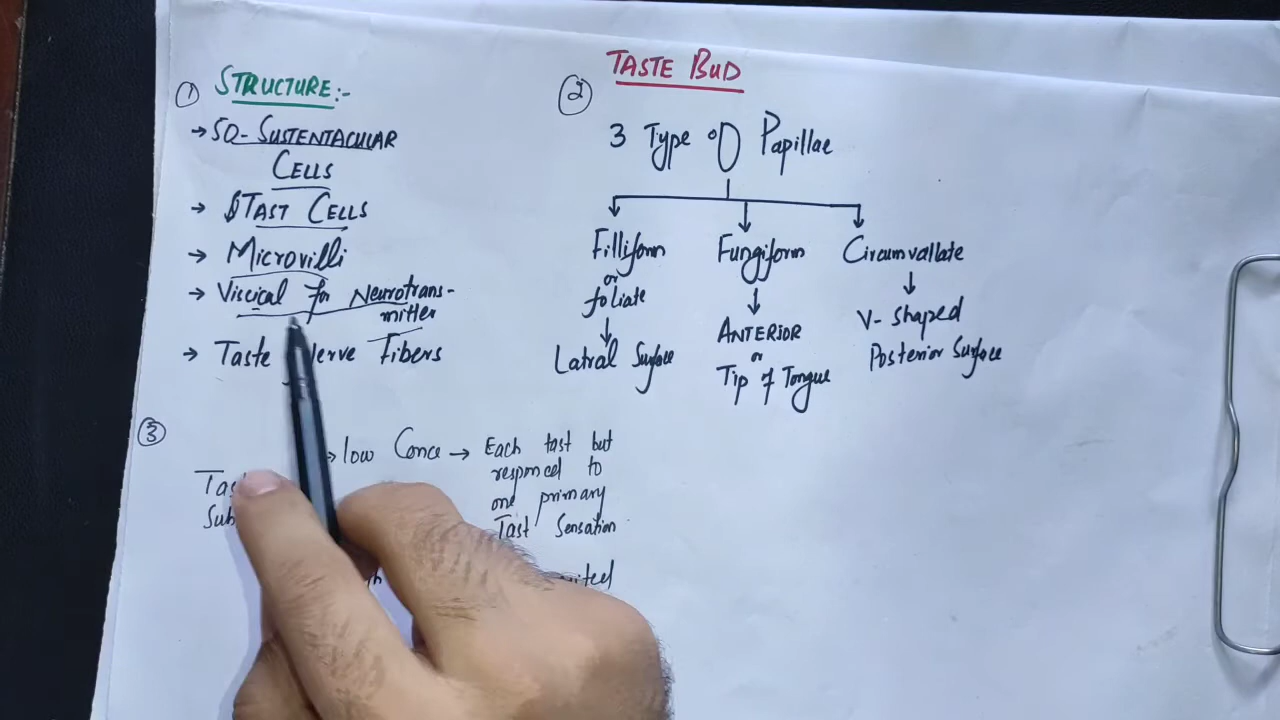 TASTE BUD
① STRUCTURE:-
→ 50- SUSTENTACULAR
CELLS
→ TAST CELLS
→ Microvilli
→ Viscical for Neurotrans-
mitter
→ Taste Nerve Fibers
②
3 Type of Papillae
Filliform
or
foliate
↓
Latral Surface
Fungiform
↓
ANTERIOR
or
Tip of Tongue
Circumvallate
↓
V- shaped
Posterior Surface
③
→ low Conce → Each tast but
responcel to
one primary
Tast Sensation